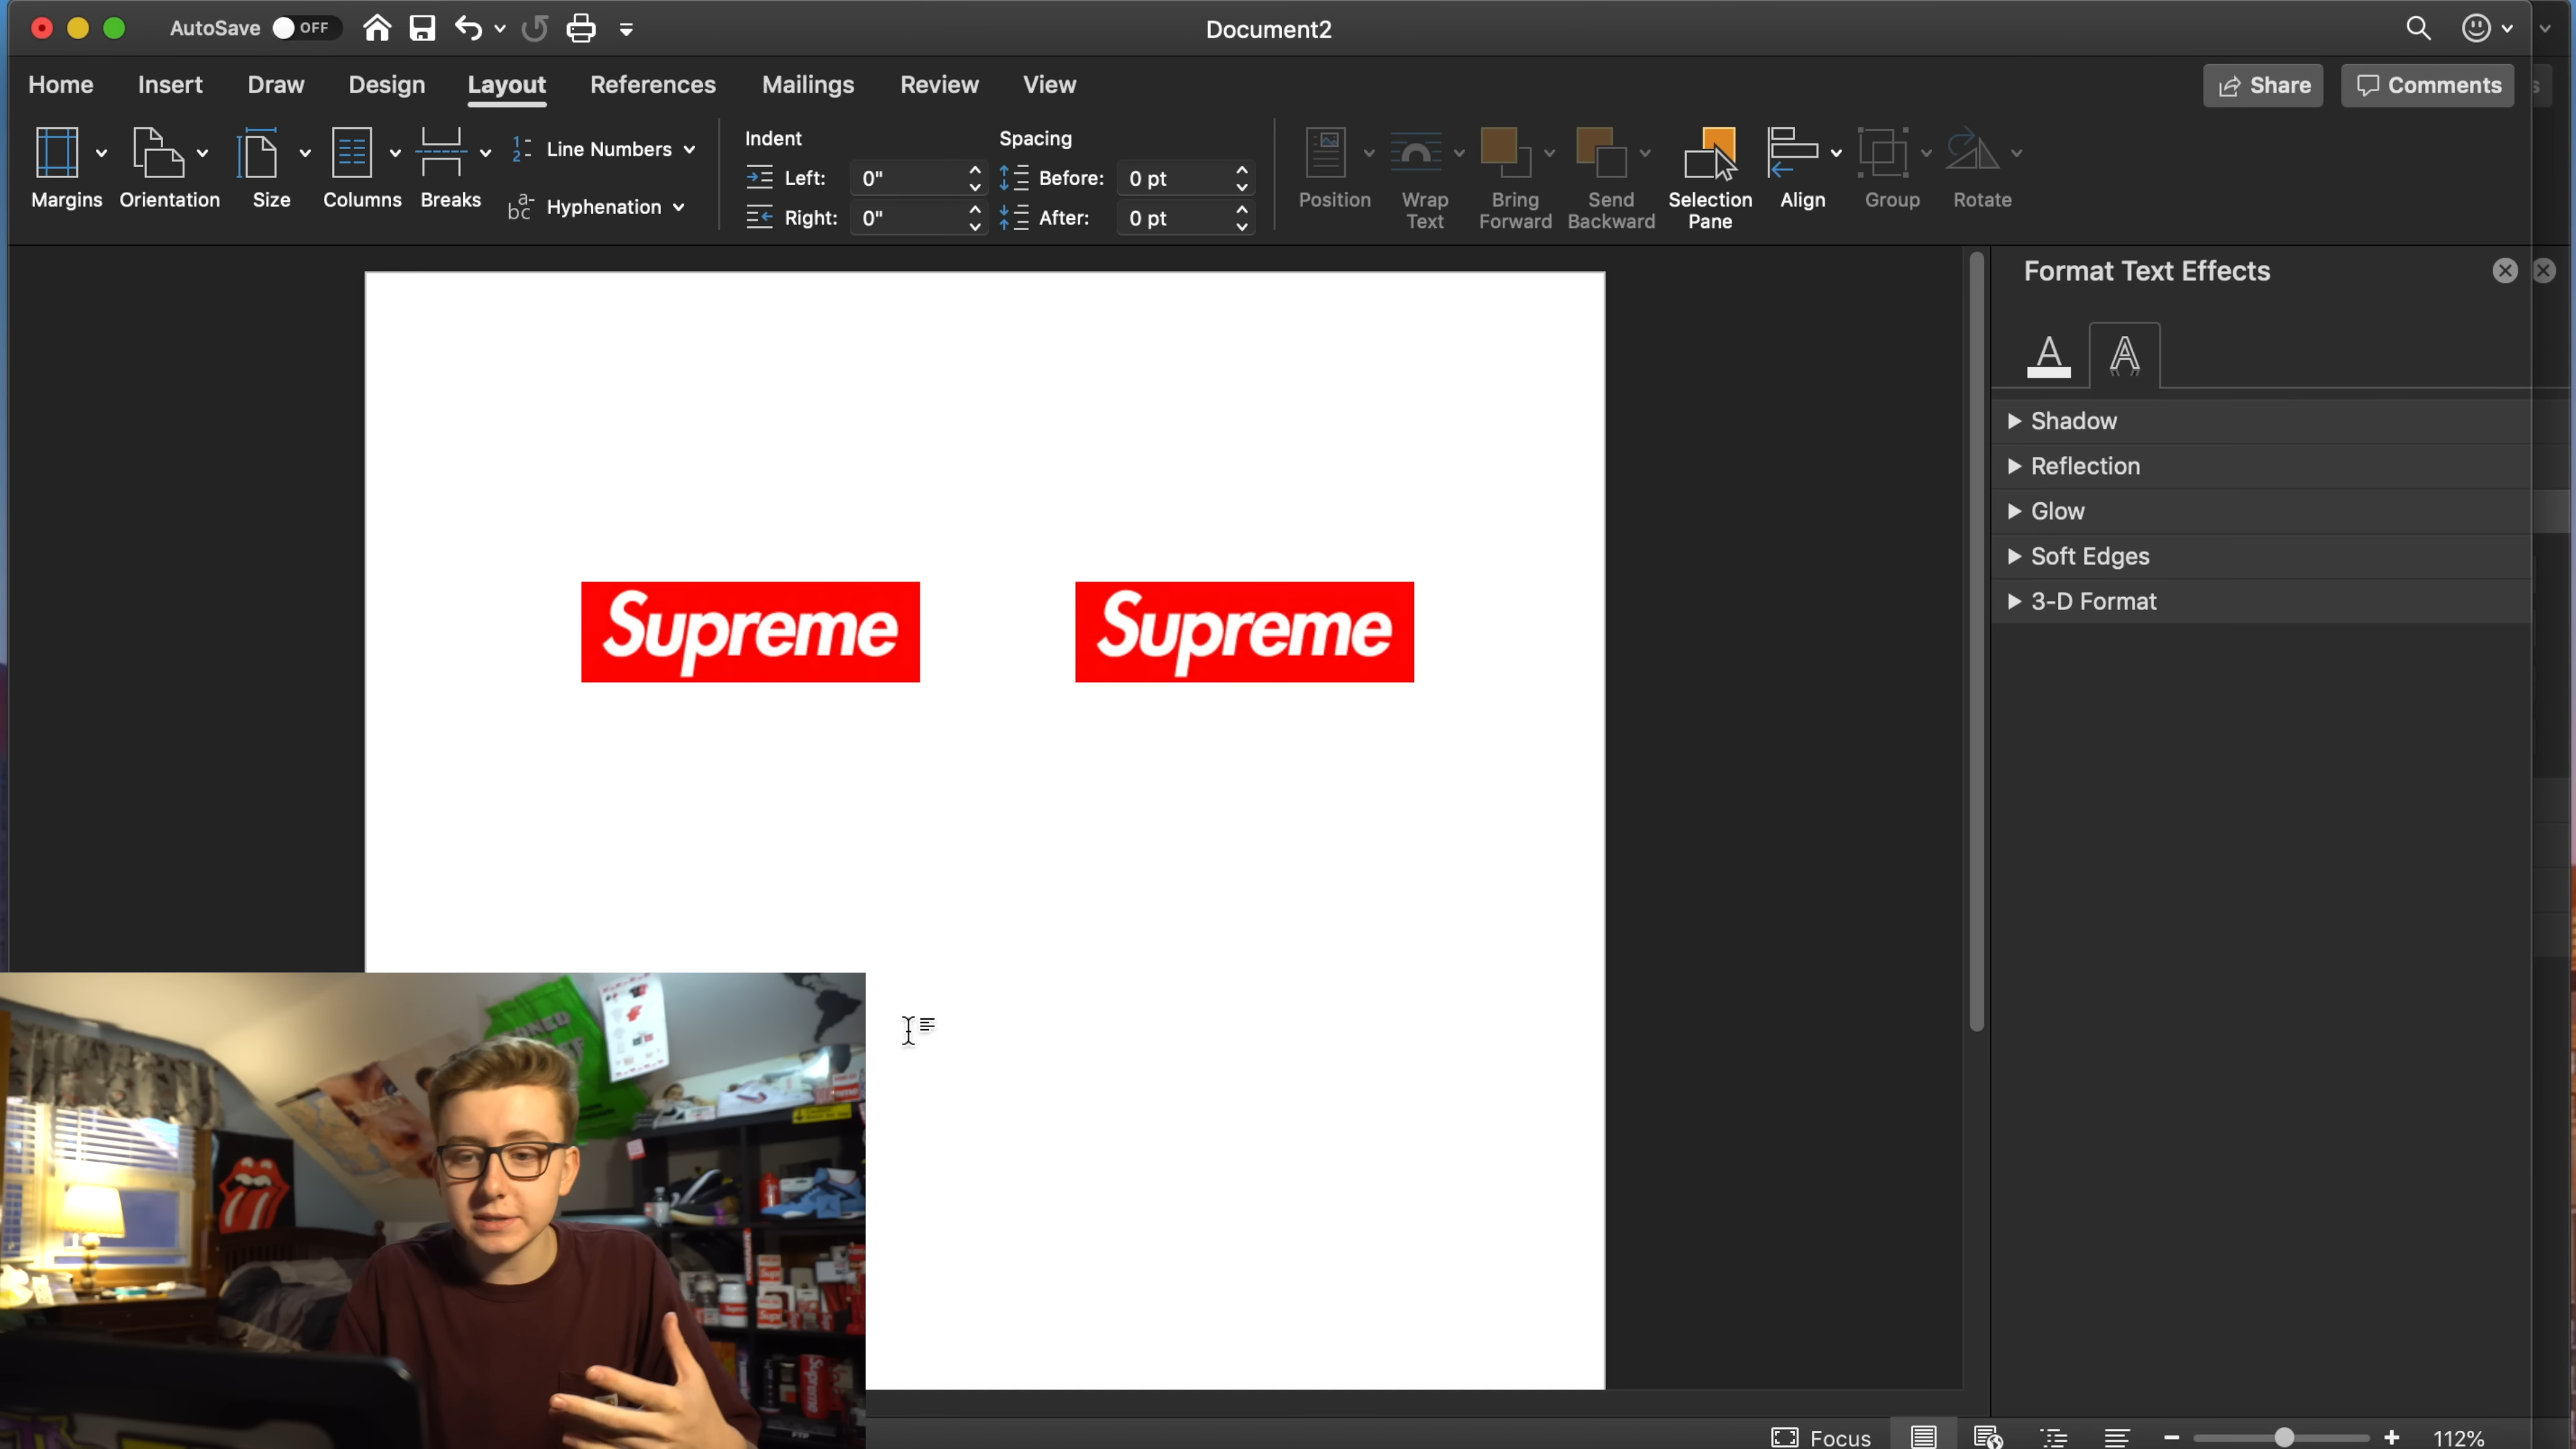 AutoSave OFF Document2
Home Insert Draw Design Layout References Mailings Review View Share Comments
Margins Orientation Size Columns Breaks
Line Numbers
Hyphenation
Indent Spacing
Left: 0" Before: 0 pt
Right: 0" After: 0 pt
Position Wrap Text Bring Forward Send Backward Selection Pane Align Group Rotate
Format Text Effects
Shadow
Reflection
Glow
Soft Edges
3-D Format
Supreme Supreme
Supreme
FTP
Focus 112%